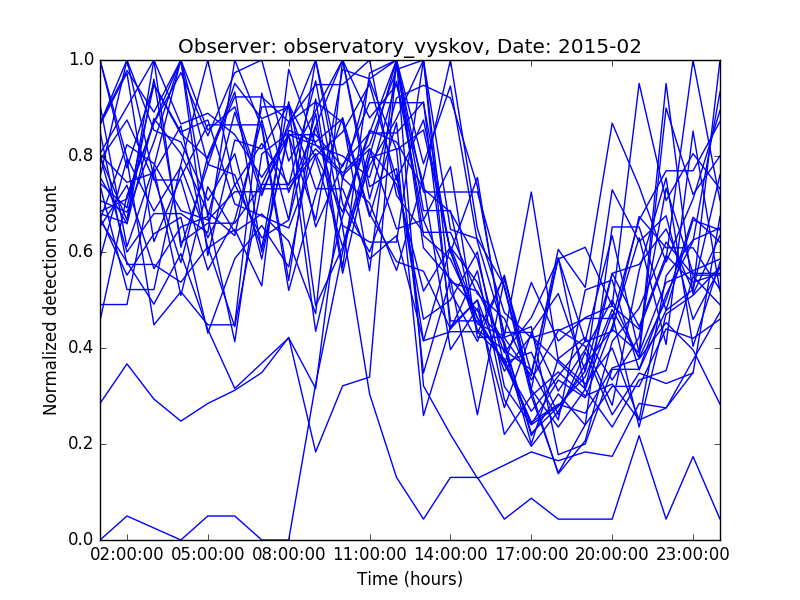 Observer: observatory_vyskov, Date: 2015-02
1.0
0.8
0.6
0.4
0.2
0.0
Normalized detection count
02:00:00 05:00:00 08:00:00 11:00:00 14:00:00 17:00:00 20:00:00 23:00:00
Time (hours)